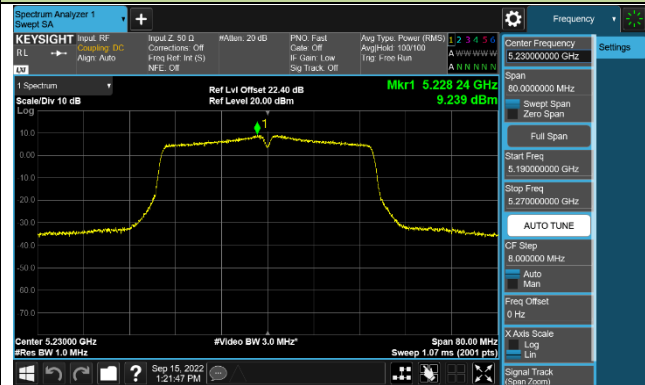 Spectrum Analyzer 1
Swept SA
Frequency
KEYSIGHT
RL
Input: RF
Coupling: DC
Align: Auto
Input Z: 50 Ω
Corrections: Off
Freq Ref: Int (S)
NFE: Off
#Atten: 20 dB
PNO: Fast
Gate: Off
IF Gain: Low
Sig Track: Off
Avg Type: Power (RMS)
Avg|Hold: 100/100
Trig: Free Run
1 2 3 4 5 6
A W W W W W
A N N N N N
1 Spectrum
Scale/Div 10 dB
Log
Ref Lvl Offset 22.40 dB
Ref Level 20.00 dBm
Mkr1 5.228 24 GHz
9.239 dBm
1
10.0
0.00
-10.0
-20.0
-30.0
-40.0
-50.0
-60.0
-70.0
Center 5.23000 GHz
#Res BW 1.0 MHz
#Video BW 3.0 MHz*
Span 80.00 MHz
Sweep 1.07 ms (2001 pts)
Sep 15, 2022
1:21:47 PM
Settings
Center Frequency
5.230000000 GHz
Span
80.0000000 MHz
Swept Span
Zero Span
Full Span
Start Freq
5.190000000 GHz
Stop Freq
5.270000000 GHz
AUTO TUNE
CF Step
8.000000 MHz
Auto
Man
Freq Offset
0 Hz
X Axis Scale
Log
Lin
Signal Track
(Span Zoom)